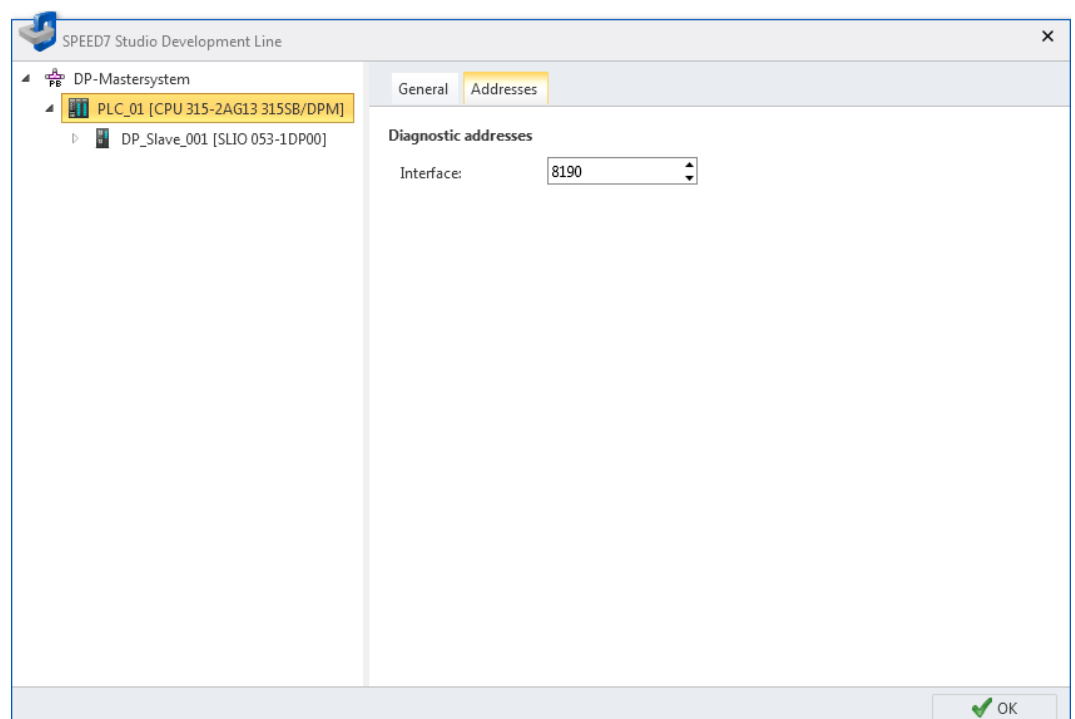 SPEED7 Studio Development Line
DP-Mastersystem
PLC_01 [CPU 315-2AG13 315SB/DPM]
DP_Slave_001 [SLIO 053-1DP00]
General Addresses
Diagnostic addresses
Interface: 8190
OK